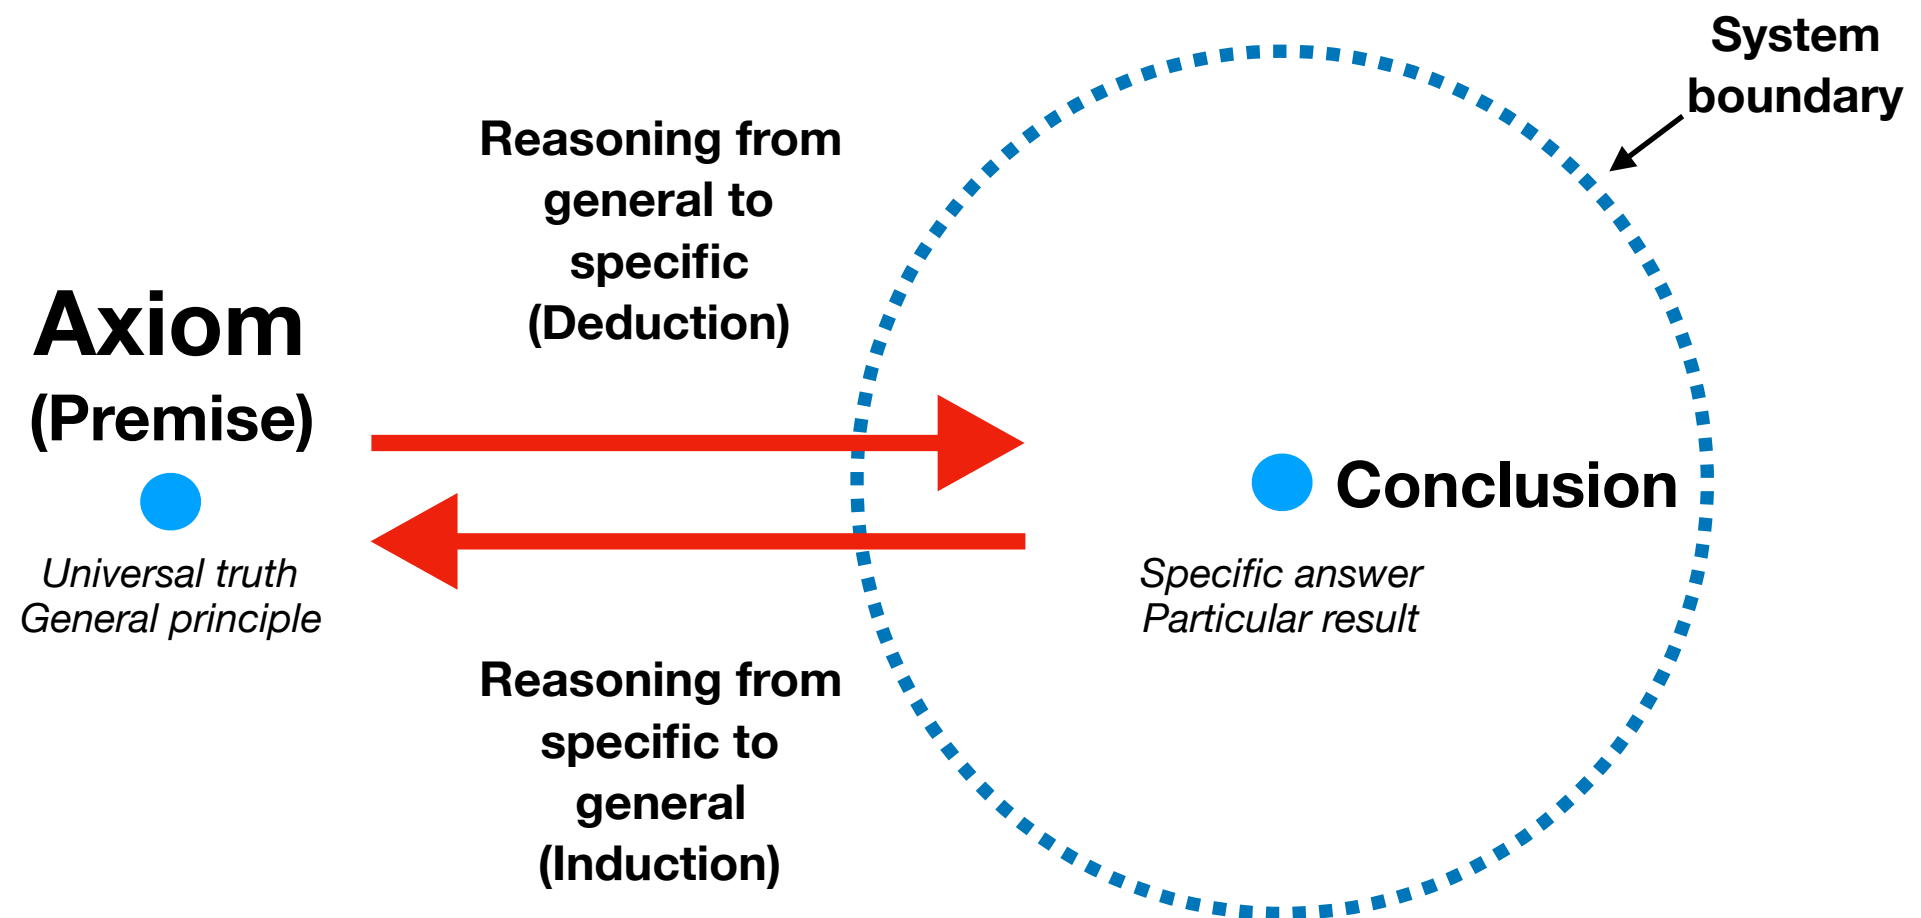 System
boundary
Reasoning from
general to
specific
(Deduction)
Axiom
(Premise)
Universal truth
General principle
Conclusion
Specific answer
Particular result
Reasoning from
specific to
general
(Induction)